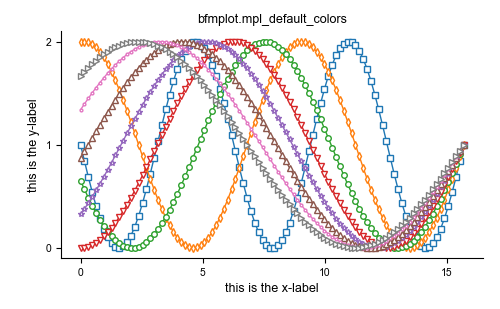 bfmplot.mpl_default_colors
2
1
0
this is the y-label
0
5
10
15
this is the x-label